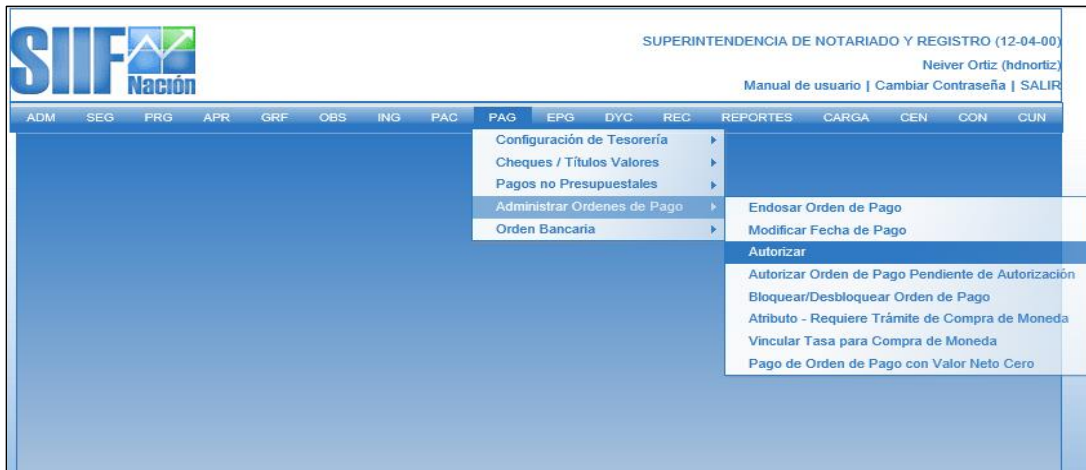 SIIF
Nación
SUPERINTENDENCIA DE NOTARIADO Y REGISTRO (12-04-00)
Neiver Ortiz (hdnortiz)
Manual de usuario | Cambiar Contraseña | SALIR
ADM SEG PRG APR GRF OBS ING PAC PAG EPG DYC REC REPORTES CARGA CEN CON CUN
Configuración de Tesorería
Cheques / Títulos Valores
Pagos no Presupuestales
Administrar Ordenes de Pago
Orden Bancaria
Endosar Orden de Pago
Modificar Fecha de Pago
Autorizar
Autorizar Orden de Pago Pendiente de Autorización
Bloquear/Desbloquear Orden de Pago
Atributo - Requiere Trámite de Compra de Moneda
Vincular Tasa para Compra de Moneda
Pago de Orden de Pago con Valor Neto Cero